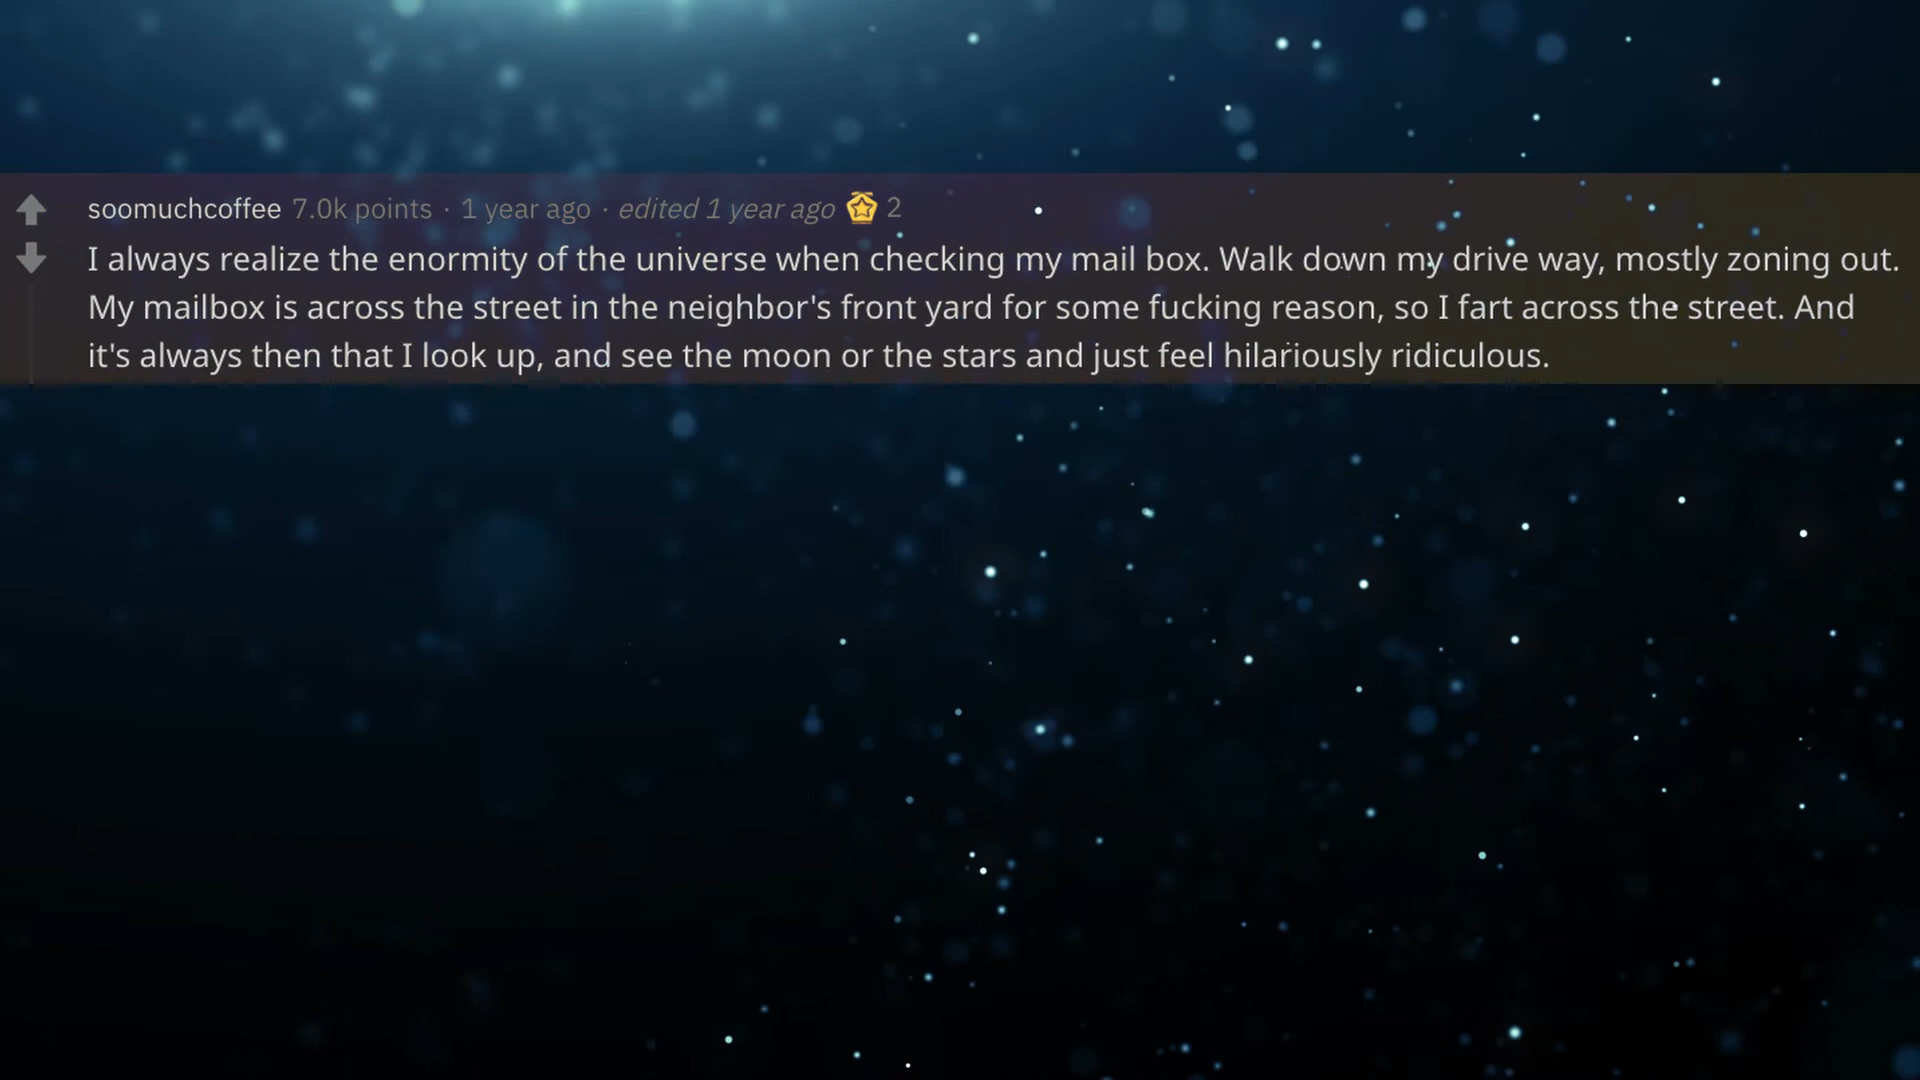 soomuchcoffee 7.0k points · 1 year ago · edited 1 year ago 2
I always realize the enormity of the universe when checking my mail box. Walk down my drive way, mostly zoning out.
My mailbox is across the street in the neighbor's front yard for some fucking reason, so I fart across the street. And
it's always then that I look up, and see the moon or the stars and just feel hilariously ridiculous.